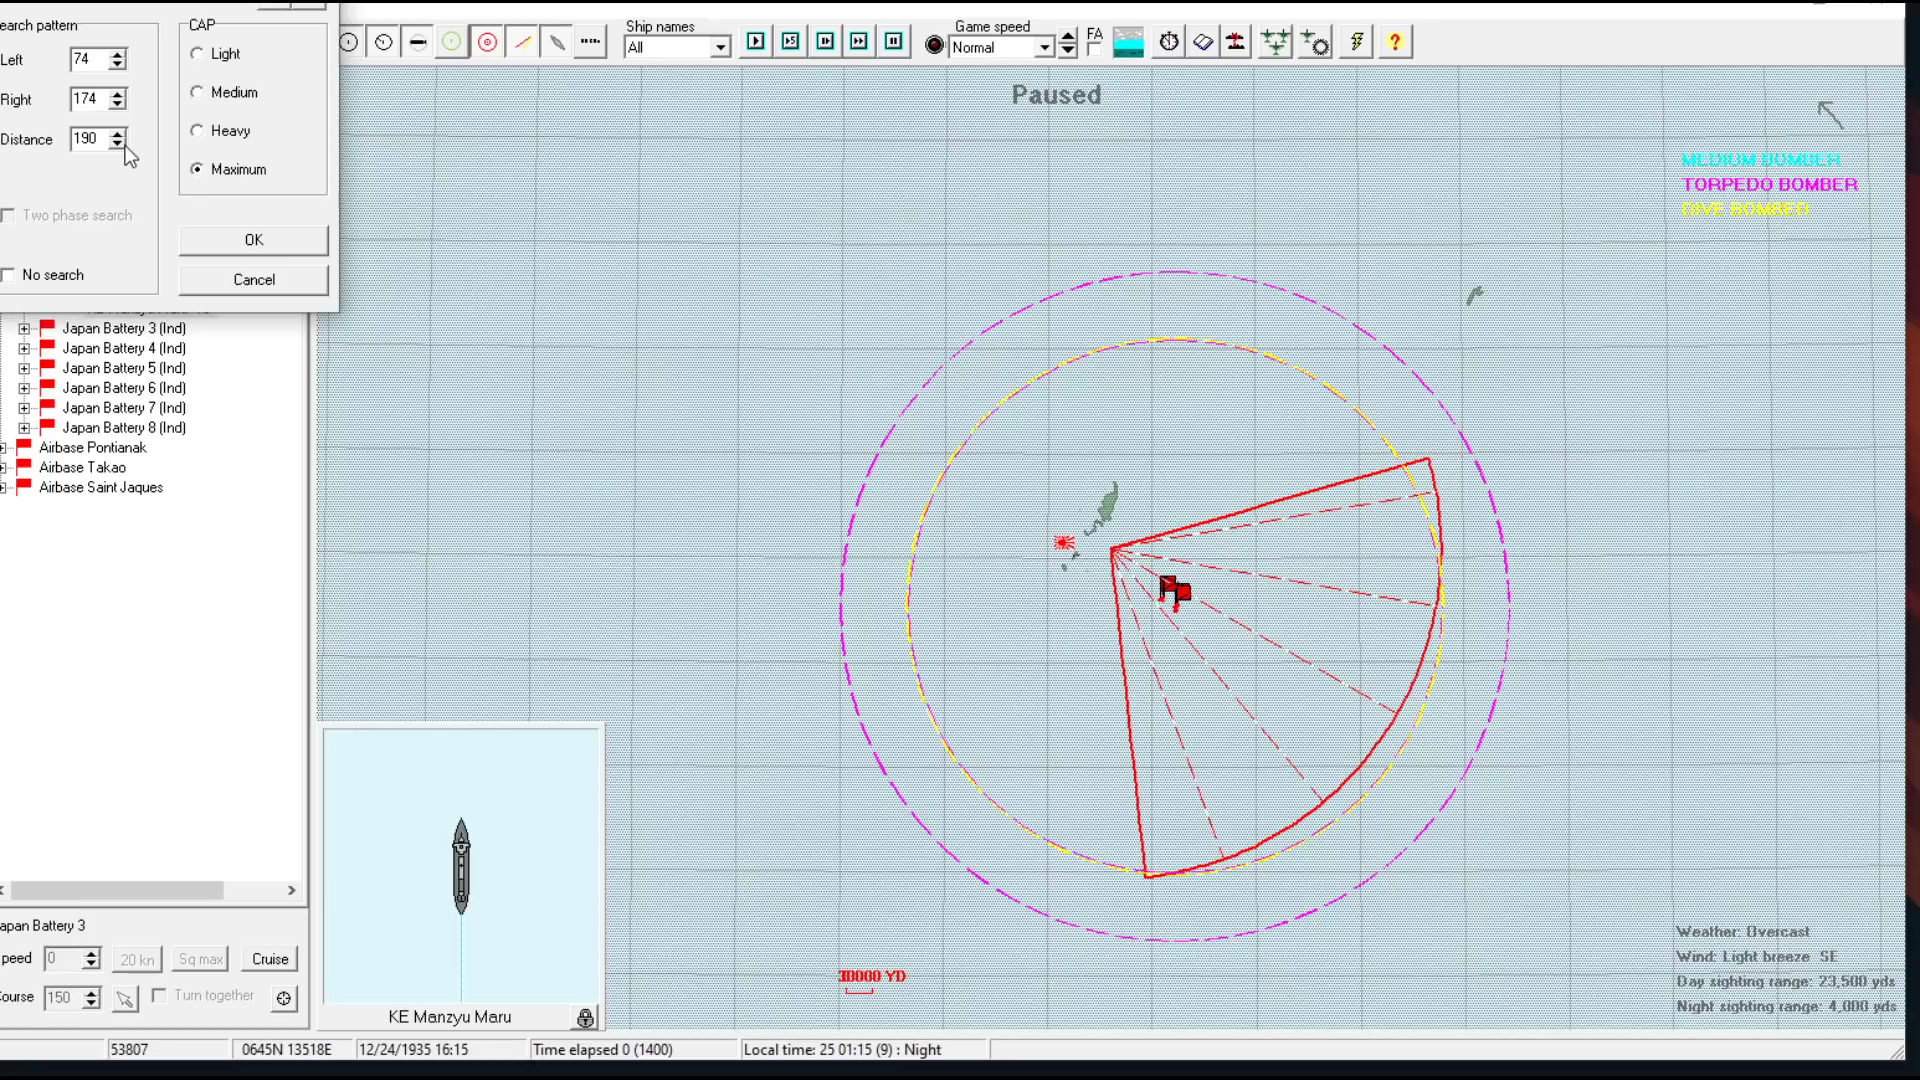 earch pattern
Left 74
Right 174
Distance 190
Two phase search
No search
CAP
Light
Medium
Heavy
Maximum
OK
Cancel
Ship names
All
Game speed
Normal
FA
Paused
MEDIUM BOMBER
TORPEDO BOMBER
DIVE BOMBER
Japan Battery 3 (Ind)
Japan Battery 4 (Ind)
Japan Battery 5 (Ind)
Japan Battery 6 (Ind)
Japan Battery 7 (Ind)
Japan Battery 8 (Ind)
Airbase Pontianak
Airbase Takao
Airbase Saint Jaques
apan Battery 3
peed 0 20 kn Sq max Cruise
ourse 150 Turn together
KE Manzyu Maru
Weather: Overcast
Wind: Light breeze SE
Day sighting range: 23,500 yds
Night sighting range: 4,000 yds
53807 0645N 13518E 12/24/1935 16:15 Time elapsed 0 (1400) Local time: 25 01:15 (9) : Night